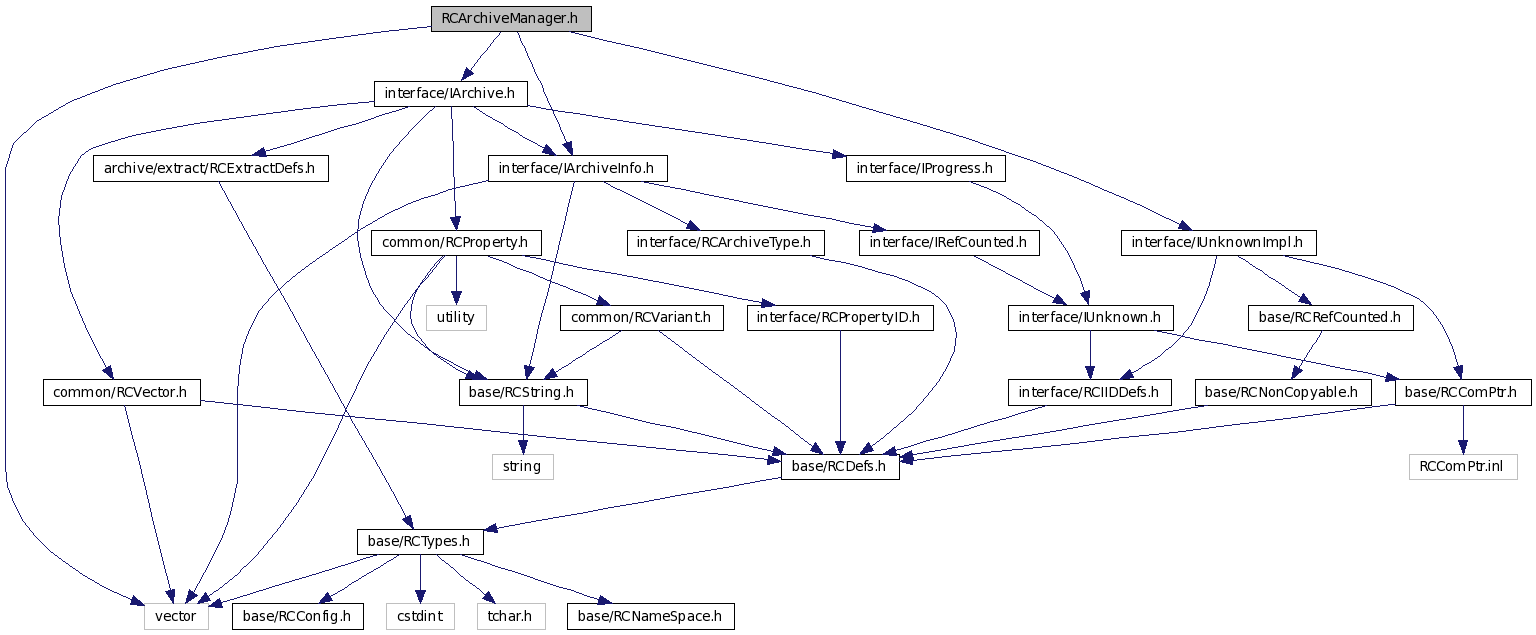 RCArchiveManager.h
interface/IArchive.h
archive/extract/RCExtractDefs.h
interface/IArchiveInfo.h
interface/IProgress.h
common/RCProperty.h
interface/RCArchiveType.h
interface/IRefCounted.h
interface/IUnknownImpl.h
utility
common/RCVariant.h
interface/RCPropertyID.h
interface/IUnknown.h
base/RCRefCounted.h
common/RCVector.h
base/RCString.h
interface/RCIIDDefs.h
base/RCNonCopyable.h
base/RCComPtr.h
string
base/RCDefs.h
RCComPtr.inl
base/RCTypes.h
vector
base/RCConfig.h
cstdint
tchar.h
base/RCNameSpace.h